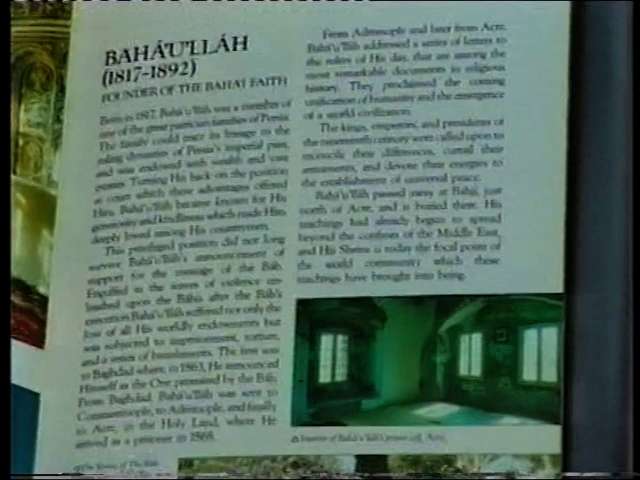 BAHÁ'U'LLÁH
(1817-1892)
FOUNDER OF THE BAHÁ'Í FAITH
Born in 1817, Bahá'u'lláh was a member of
one of the great patrician families of Persia.
The family could trace its lineage to the
ruling dynasties of Persia's imperial past,
and was endowed with wealth and vast
estates. Turning His back on the position
at court which these advantages offered
Him, Bahá'u'lláh became known for His
generosity and kindliness which made Him
deeply loved among His countrymen.
This privileged position did not long
survive Bahá'u'lláh's announcement of
support for the message of the Báb.
Engulfed in the waves of violence un-
leashed upon the Bábís after the Báb's
execution Bahá'u'lláh suffered not only the
loss of all His worldly endowments but
was subjected to imprisonment, torture,
and a series of banishments. The first was
to Baghdad where, in 1863, He announced
Himself as the One promised by the Báb.
From Baghdad, Bahá'u'lláh was sent to
Constantinople, to Adrianople, and finally
to Acre, in the Holy Land, where He
arrived as a prisoner in 1868.
From Adrianople and later from Acre,
Bahá'u'lláh addressed a series of letters to
the rulers of His day, that are among the
most remarkable documents in religious
history. They proclaimed the coming
unification of humanity and the emergence
of a world civilization.
The kings, emperors, and presidents of
the nineteenth century were called upon to
reconcile their differences, curtail their
armaments, and devote their energies to
the establishment of universal peace.
Bahá'u'lláh passed away at Bahjí, just
north of Acre, and is buried there. His
teachings had already begun to spread
beyond the confines of the Middle East,
and His Shrine is today the focal point of
the world community which these
teachings have brought into being.
Interior of Bahá'u'lláh's prison cell, Acre.